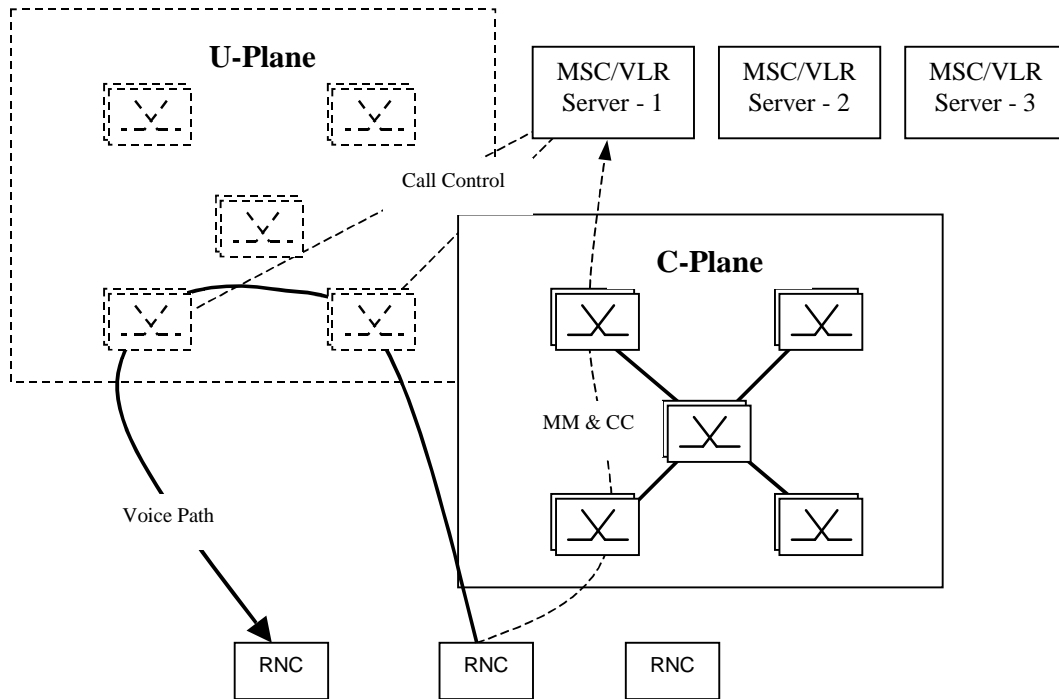 U-Plane
MSC/VLR
Server - 1
MSC/VLR
Server - 2
MSC/VLR
Server - 3
Call Control
C-Plane
MM & CC
Voice Path
RNC
RNC
RNC